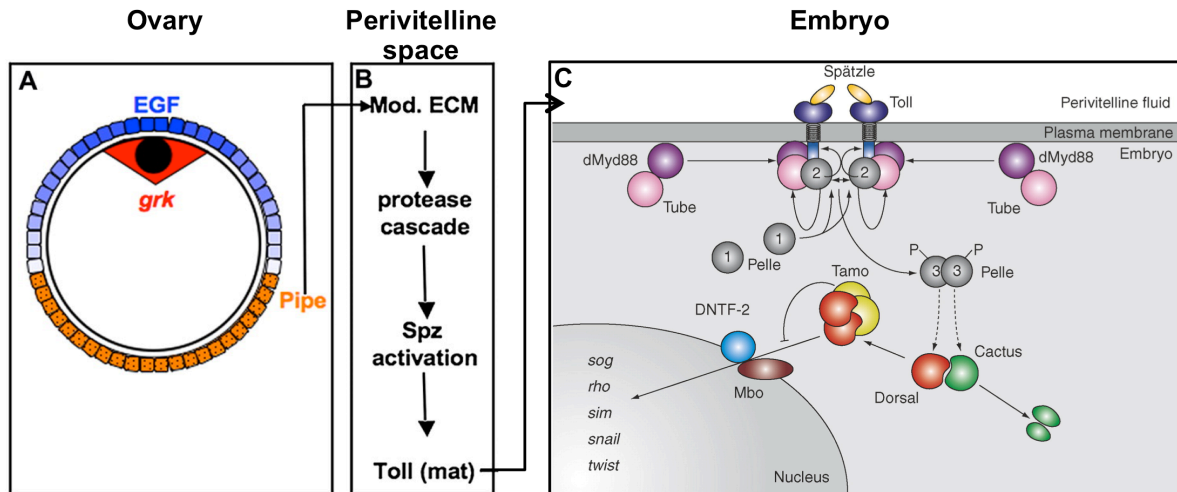 Ovary
Perivitelline
space
Embryo
A
EGF
grk
Pipe
B
Mod. ECM
protease
cascade
Spz
activation
Toll (mat)
C
Spätzle
Toll
Perivitelline fluid
Plasma membrane
Embryo
dMyd88
Tube
2
2
dMyd88
Tube
1
1
Pelle
P
P
3
3
Pelle
Tamo
DNTF-2
Mbo
Dorsal
Cactus
sog
rho
sim
snail
twist
Nucleus